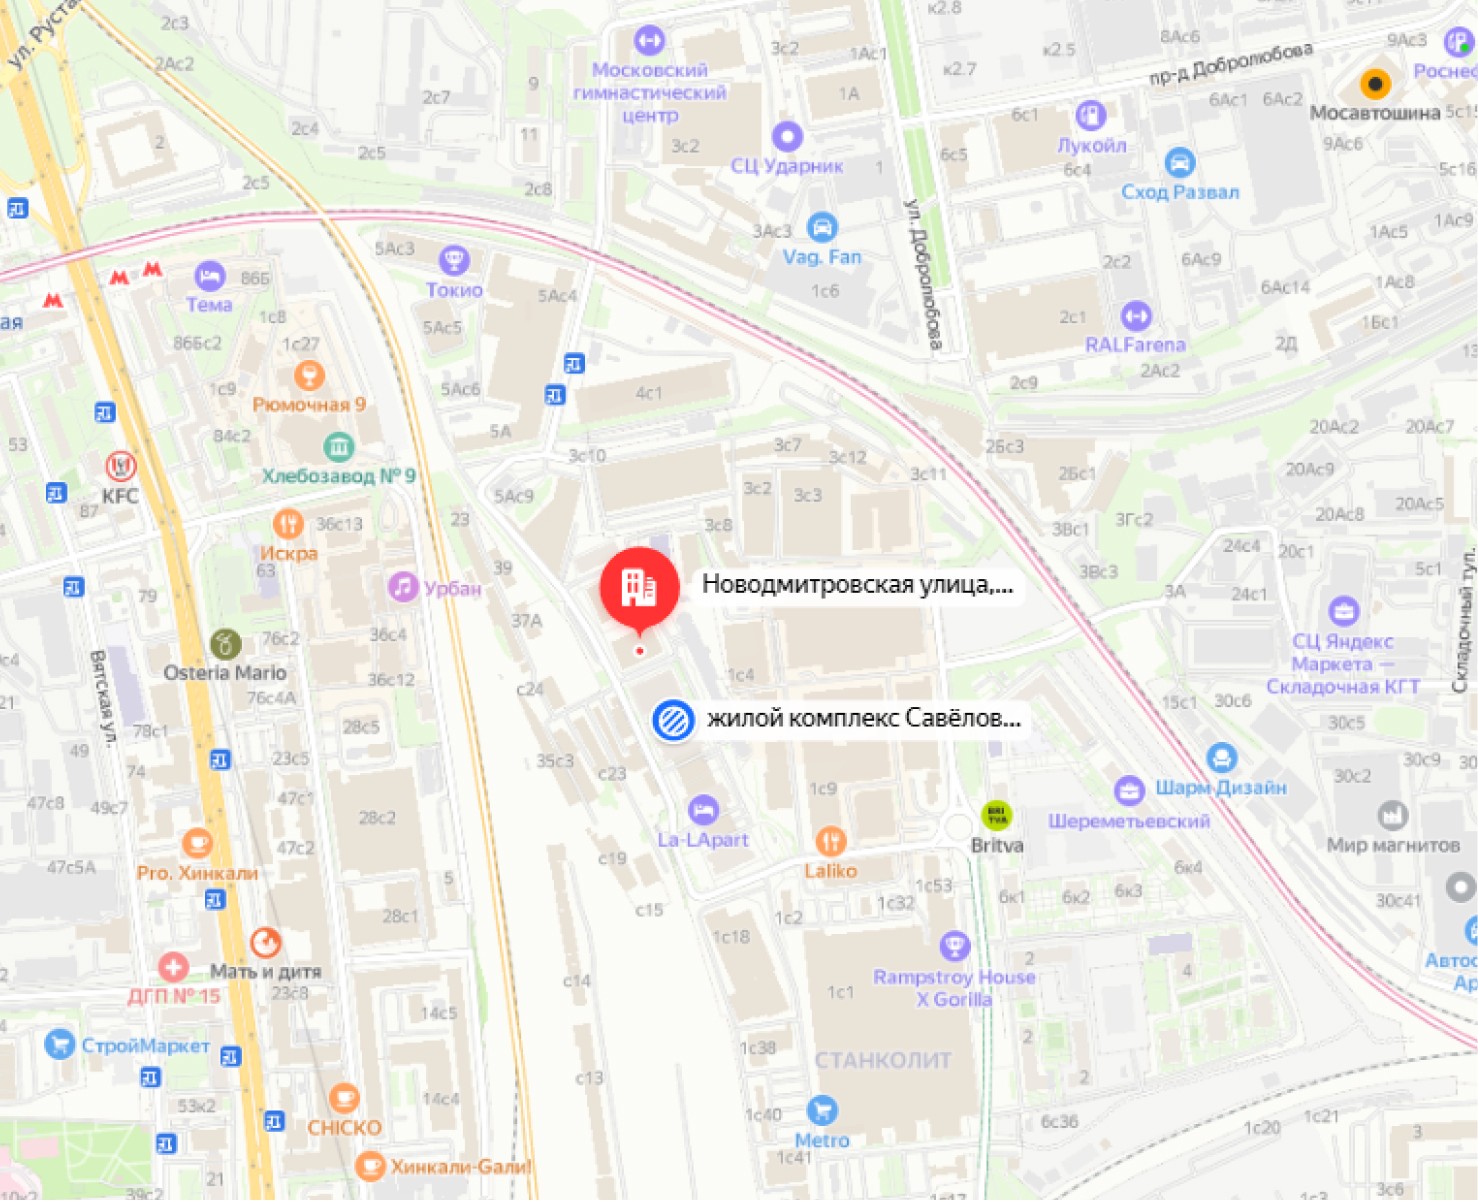 ул. Руста
2с3
к2.8
9Ас3
8Ас6
3с2
1Ас1
к2.5
2Ас2
Московский
гимнастический
центр
9
к2.7
пр-д Добролюбова
Роснеф
2с7
1А
6Ас1
6Ас2
Мосавтошина
5с15
6с1
2с4
11
2
3с2
Лукойл
9Ас6
2с5
СЦ Ударник
1
6с5
6с4
5с16
2с5
2с8
Сход Развал
ул. Добролюбова
1Ас9
3Ас3
1Ас5
5Ас3
Vag. Fan
2с2
6Ас9
86Б
Токио
1с6
6Ас14
1Ас8
Тема
5Ас4
1с8
2с1
1Бс1
ая
5Ас5
86Бс2
1с27
RALFarena
2Д
13
1с9
5Ас6
2Ас2
4с1
2с9
Рюмочная 9
84с2
5А
20Ас2
20Ас7
53
3с7
2Бс3
3с10
3с12
3с11
Хлебозавод № 9
2Бс1
20Ас9
KFC
5Ас9
3с2
3с3
20Ас5
87
23
3с8
3Гс2
20Ас8
36с13
3Вс1
Искра
24с4
20с1
63
39
3Вс3
5с1
Складочный туп.
Урбан
Новодмитровская улица,...
3А
24с1
79
37А
СЦ Яндекс
Маркета —
Складочная КГТ
76с2
36с4
с4
Osteria Mario
Вятская ул.
36с12
1с4
с24
76с4А
21
15с1
30с6
78с1
28с5
жилой комплекс Савёлов...
30с5
49
35с3
23с5
74
с23
30с9
30
30с2
Шарм Дизайн
1с9
47с8
49с7
47с1
Шереметьевский
28с2
La-LApart
Britva
Мир магнитов
47с2
47с5А
Pro. Хинкали
с19
Laliko
6к4
5
1с53
6к1
6к2
6к3
30с41
с15
1с32
28с1
1с2
1с18
Мать и дитя
2
Автос
Ар
ДГП № 15
23с8
с14
Rampstroy House
X Gorilla
4
14с5
1с1
СтройМаркет
1с38
2
СТАНКОЛИТ
с13
2
53к2
14с4
CHICKO
1с40
Metro
6с36
1с20
1с21
3
Хинкали-Gали!
1с41
21
39с2
10к2
3с6